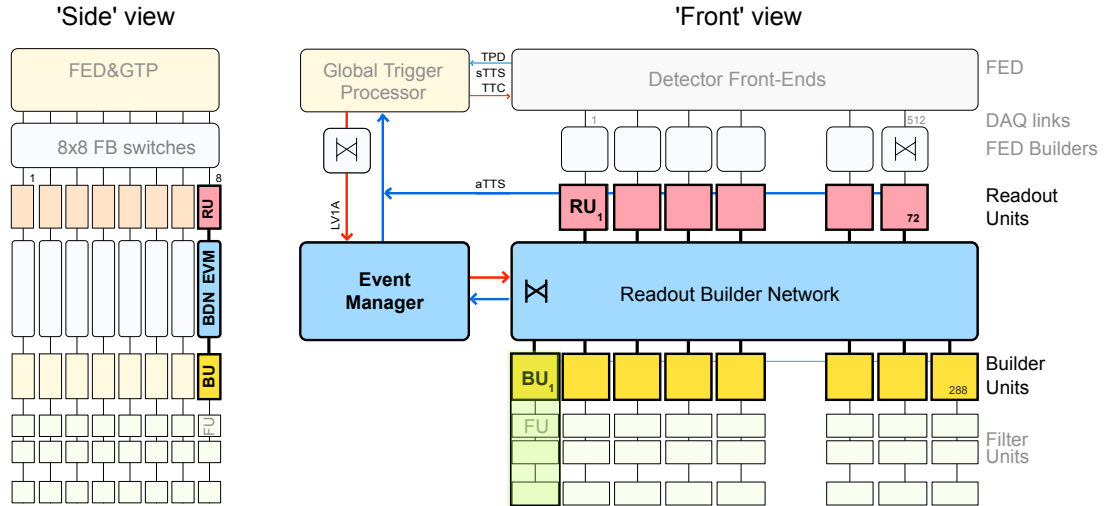 'Side' view
FED&GTP
8x8 FB switches
1
8
RU
BDN EVM
BU
FU
'Front' view
Global Trigger
Processor
TPD
sTTS
TTC
Detector Front-Ends
FED
1
512
DAQ links
FED Builders
aTTS
LV1A
RU1
72
Readout
Units
Event
Manager
Readout Builder Network
BU1
288
Builder
Units
FU
Filter
Units